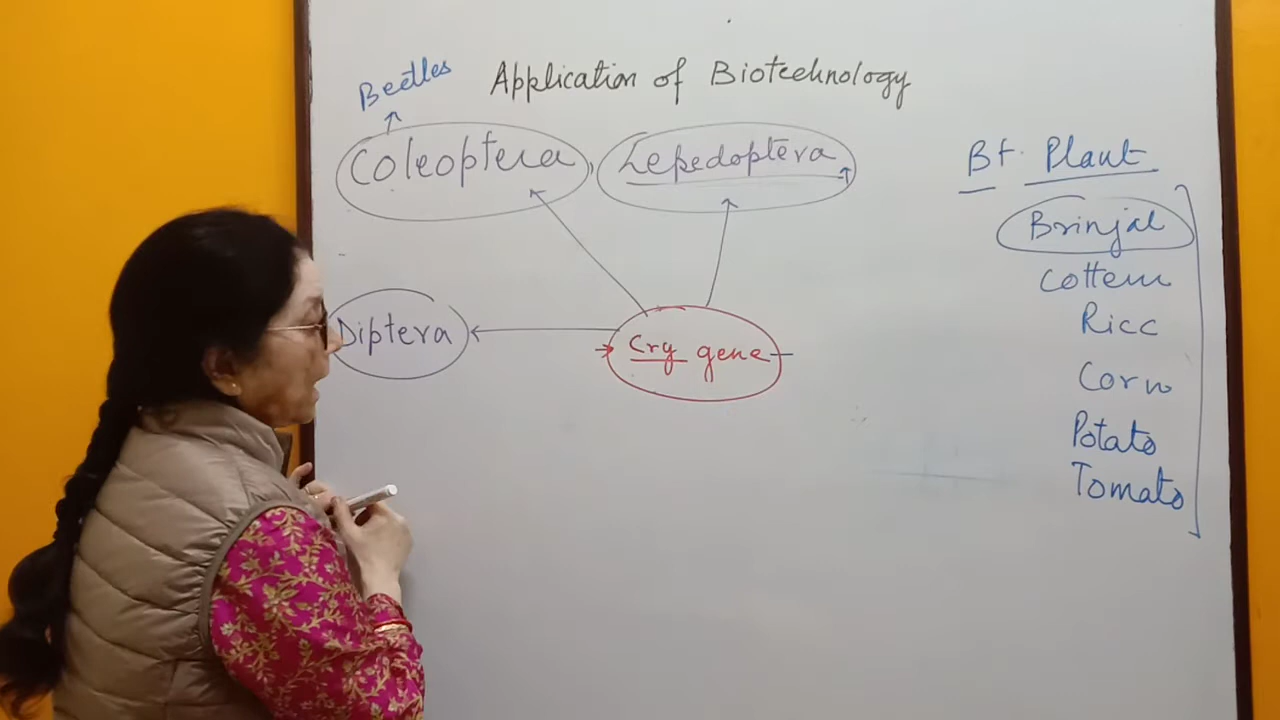 Application of Biotechnology
Beetles
Coleoptera, Lepedoptera
Diptera
Cry gene
Bt. Plant
Brinjal
Cottem
Rice
Corn
Potato
Tomato